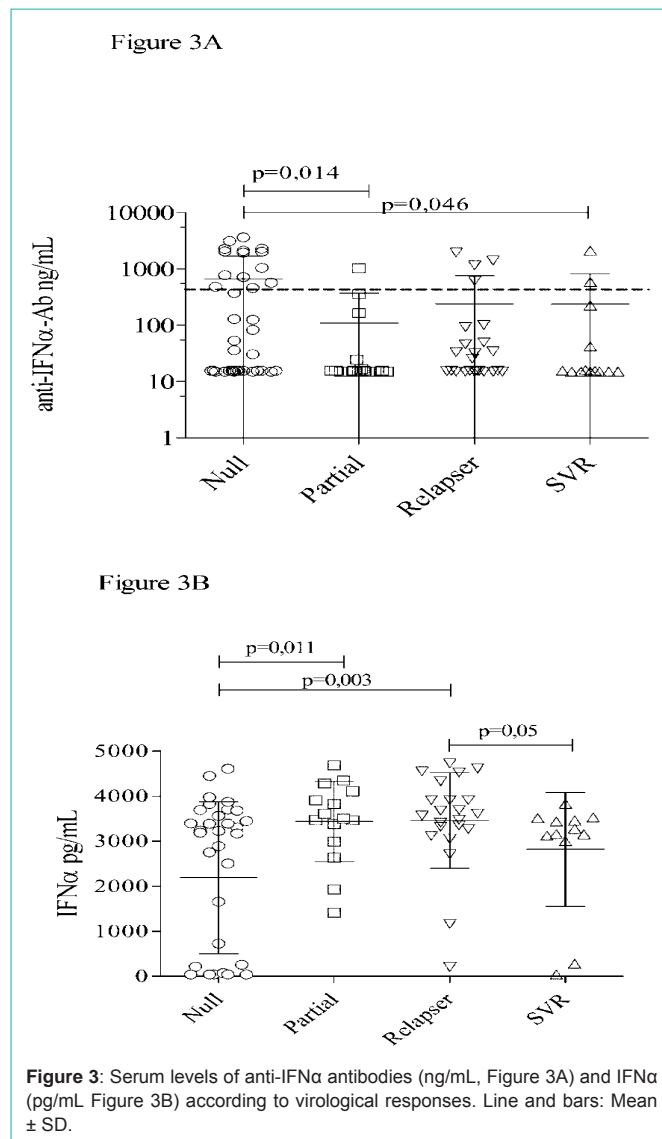 Figure 3A
p=0,014
p=0,046
10000
1000
100
10
1
anti-IFNα-Ab ng/mL
Null
Partial
Relapser
SVR
Figure 3B
p=0,011
p=0,003
p=0,05
5000
4000
3000
2000
1000
0
IFNα pg/mL
Null
Partial
Relapser
SVR
Figure 3: Serum levels of anti-IFNα antibodies (ng/mL, Figure 3A) and IFNα
(pg/mL Figure 3B) according to virological responses. Line and bars: Mean
± SD.